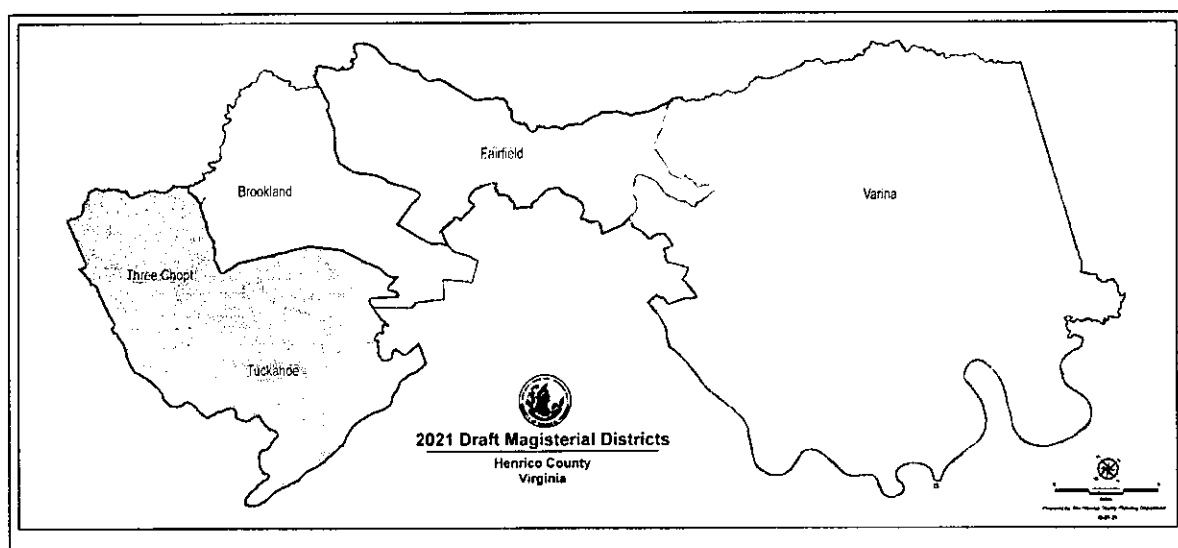 Fairfield
Brookland
Varina
Three Chopt
Tuckahoe
2021 Draft Magisterial Districts
Henrico County
Virginia